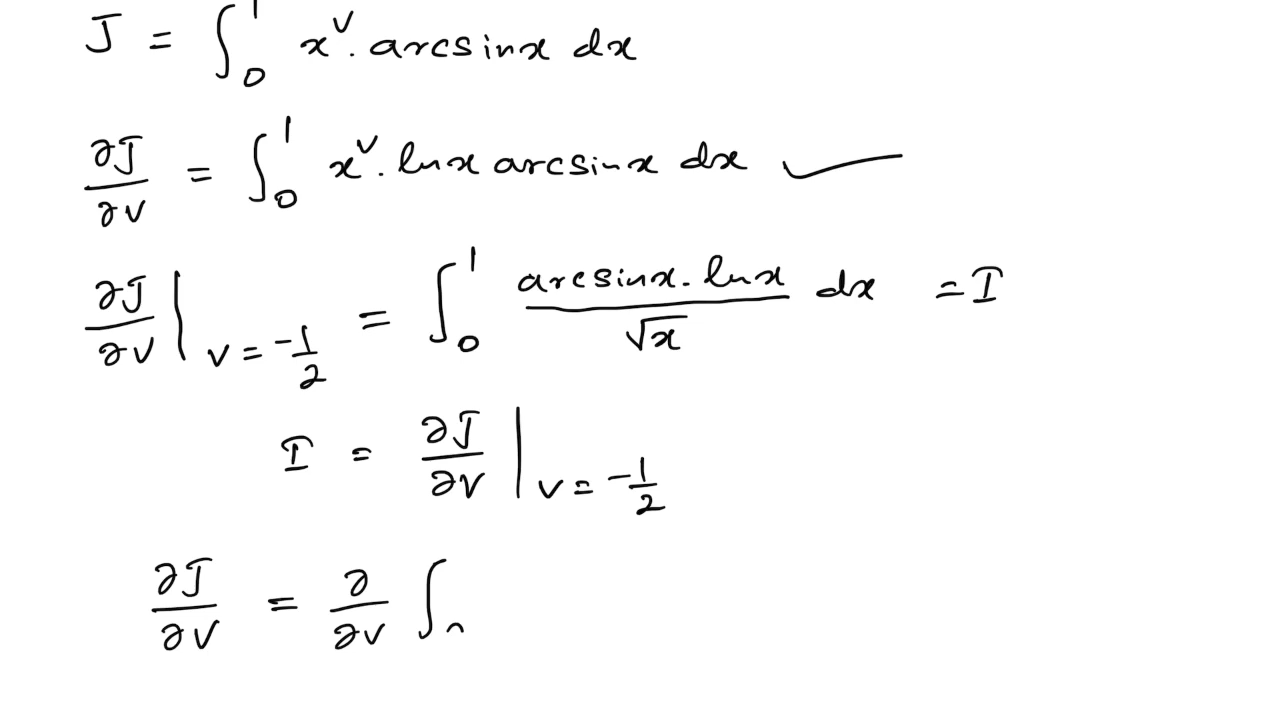 J = ∫₀¹ x^v · arcsinx dx
∂J/∂v = ∫₀¹ x^v · lnx arcsinx dx ✓
∂J/∂v |_{v = -1/2} = ∫₀¹ (arcsinx · lnx)/√x dx = I
I = ∂J/∂v |_{v = -1/2}
∂J/∂v = ∂/∂v ∫